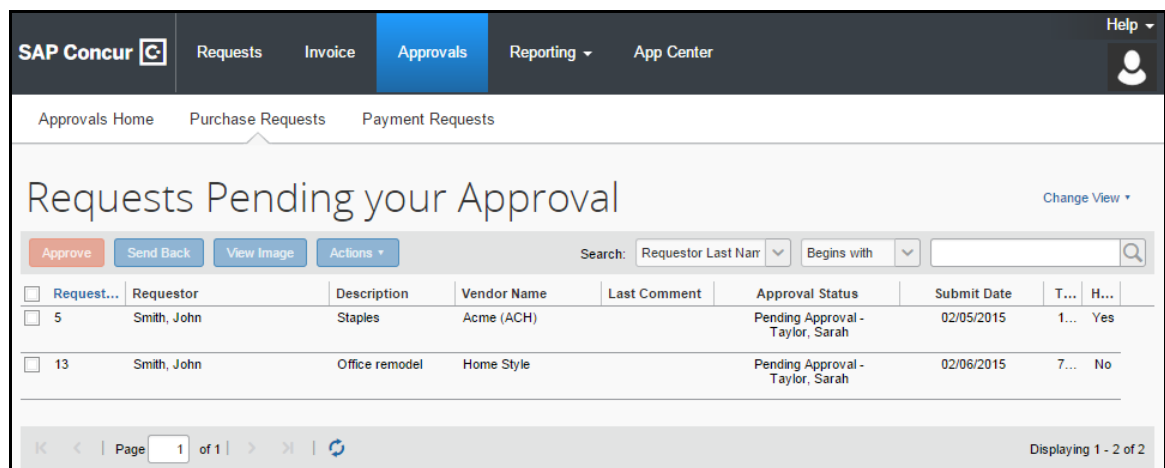 Help
SAP Concur C Requests Invoice Approvals Reporting App Center
Approvals Home Purchase Requests Payment Requests
Requests Pending your Approval
Change View
Approve Send Back View Image Actions Search: Requestor Last Nam Begins with
Request... Requestor Description Vendor Name Last Comment Approval Status Submit Date T... H...
5 Smith, John Staples Acme (ACH) Pending Approval - 02/05/2015 1... Yes
Taylor, Sarah
13 Smith, John Office remodel Home Style Pending Approval - 02/06/2015 7... No
Taylor, Sarah
Page 1 of 1 Displaying 1 - 2 of 2